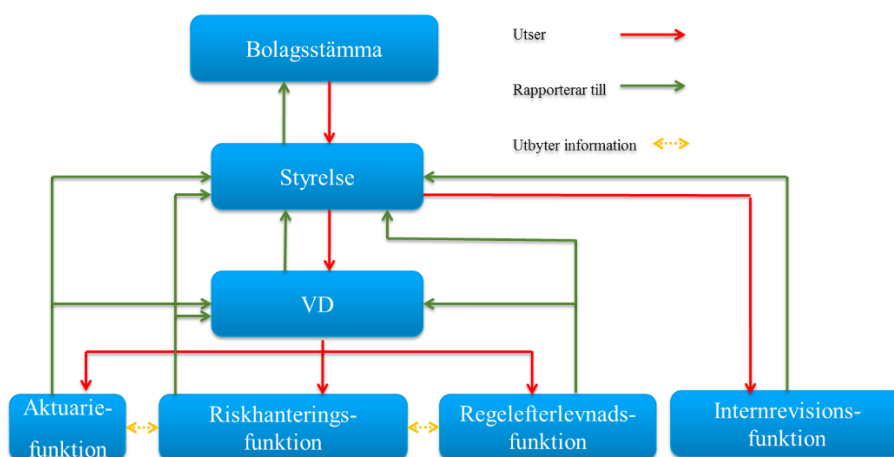 Bolagsstämma
Utser
Rapporterar till
Utbyter information
Styrelse
VD
Aktuarie-
funktion
Riskhanterings-
funktion
Regelefterlevnads-
funktion
Internrevisions-
funktion